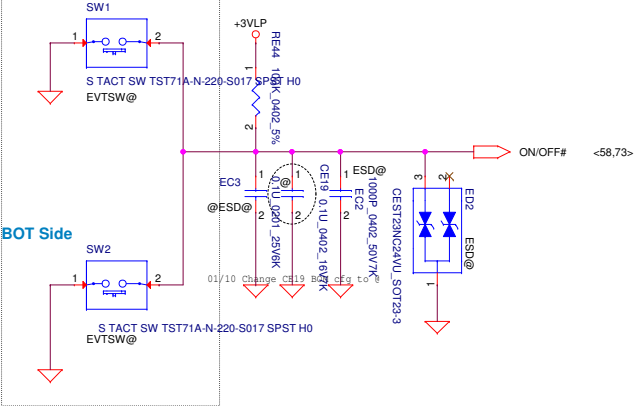 SW1
1
2
S TACT SW TST71A-N-220-S017 SPST H0
EVTSW@
+3VLP
1
2
RE44
_0402_5%
ON/OFF#
<58,73>
EC3
@ESD@
1
2
0.1U_0201_25V6K
@
1
2
CE19
0.1U_0402_16V7K
ESD@
1
2
EC2
1000P_0402_50V7K
3
2
1
ED2
ESD@
CEST23NC24VU_SOT23-3
01/10 Change CE19 BOM cfg to @
BOT Side
SW2
1
2
S TACT SW TST71A-N-220-S017 SPST H0
EVTSW@